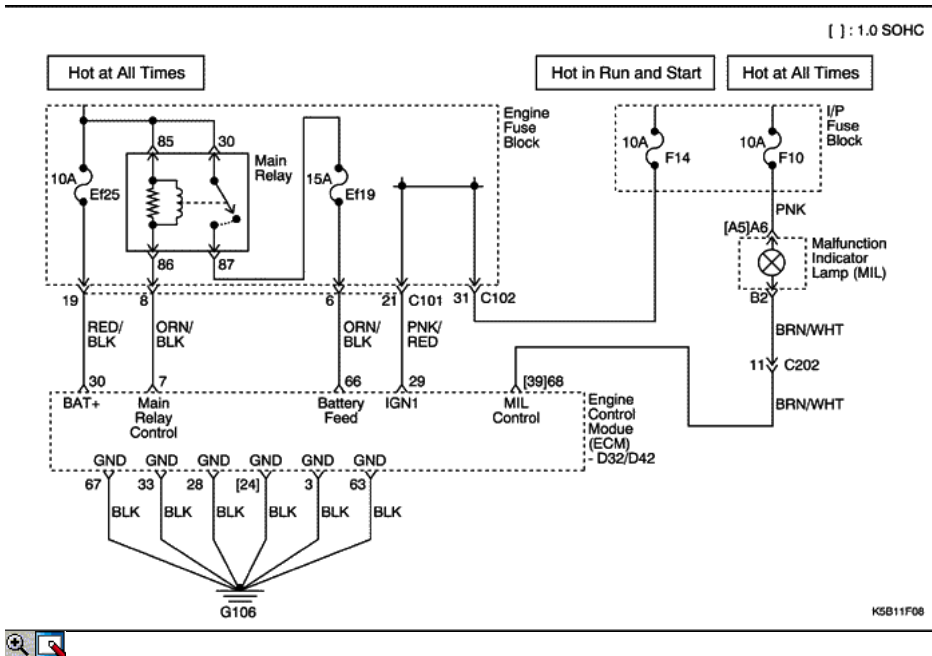 [ ] : 1.0 SOHC
Hot at All Times
Hot in Run and Start
Hot at All Times
Engine
Fuse
Block
I/P
Fuse
Block
85
30
Main
Relay
10A
Ef25
15A
Ef19
10A
F14
10A
F10
86
87
PNK
[A5]A6
Malfunction
Indicator
Lamp (MIL)
B2
19
8
6
21
C101
31
C102
RED/
BLK
ORN/
BLK
ORN/
BLK
PNK/
RED
BRN/WHT
11
C202
BRN/WHT
30
7
66
29
[39]68
BAT+
Main
Relay
Control
Battery
Feed
IGN1
MIL
Control
Engine
Control
Modue
(ECM)
- D32/D42
GND
GND
GND
GND
GND
GND
67
33
28
[24]
3
63
BLK
BLK
BLK
BLK
BLK
BLK
G106
K5B11F08